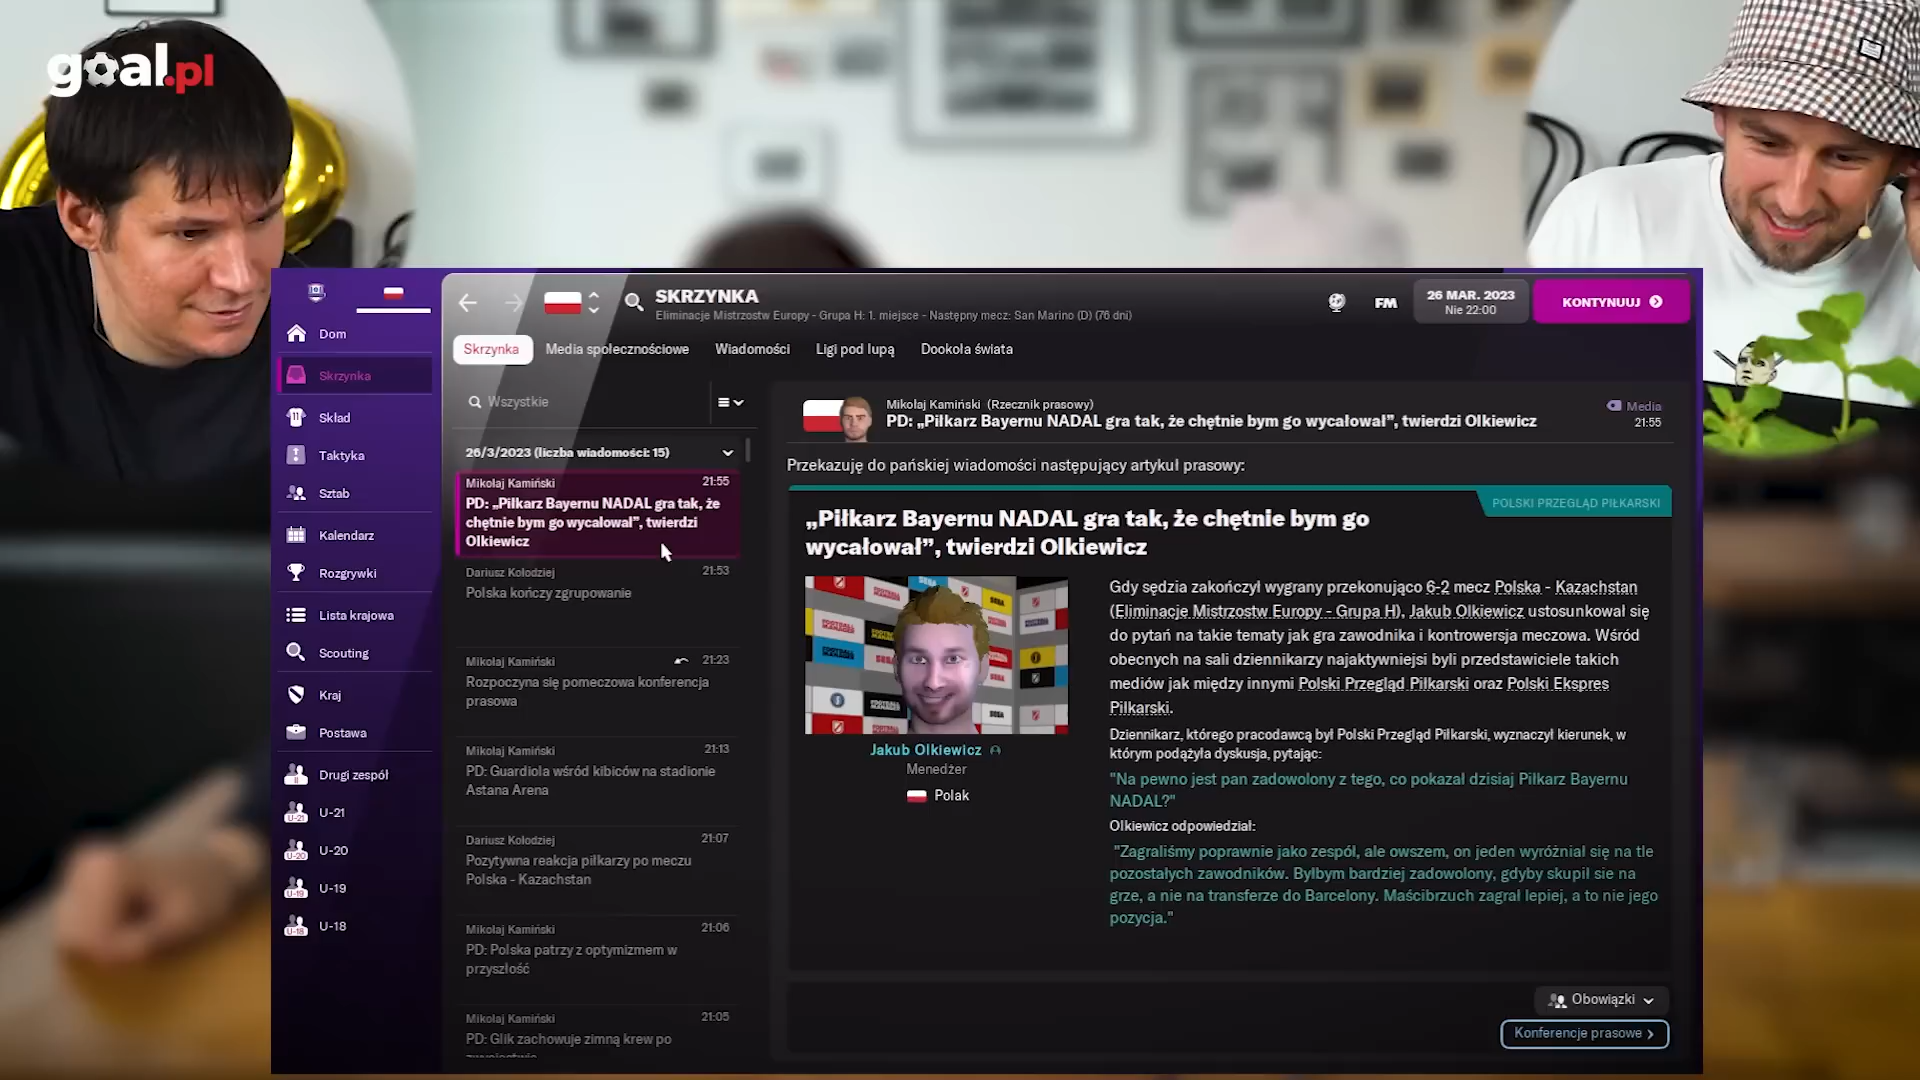 goal.pl
SKRZYNKA
Eliminacje Mistrzostw Europy - Grupa H: 1. miejsce - Następny mecz: San Marino (D) (76 dni)
FM
26 MAR. 2023
Nie 22:00
KONTYNUUJ
Skrzynka
Media społecznościowe
Wiadomości
Ligi pod lupą
Dookoła świata
Dom
Skrzynka
Skład
Taktyka
Sztab
Kalendarz
Rozgrywki
Lista krajowa
Scouting
Kraj
Postawa
Drugi zespół
U-21
U-21
U-20
U-20
U-19
U-19
U-18
U-18
Wszystkie
26/3/2023 (liczba wiadomości: 15)
Mikołaj Kamiński 21:55
PD: „Piłkarz Bayernu NADAL gra tak, że
chętnie bym go wycałował”, twierdzi
Olkiewicz
Dariusz Kołodziej 21:53
Polska kończy zgrupowanie
Mikołaj Kamiński 21:23
Rozpoczyna się pomeczowa konferencja
prasowa
Mikołaj Kamiński 21:13
PD: Guardiola wśród kibiców na stadionie
Astana Arena
Dariusz Kołodziej 21:07
Pozytywna reakcja piłkarzy po meczu
Polska - Kazachstan
Mikołaj Kamiński 21:06
PD: Polska patrzy z optymizmem w
przyszłość
Mikołaj Kamiński 21:05
PD: Glik zachowuje zimną krew po
Mikołaj Kamiński (Rzecznik prasowy)
PD: „Piłkarz Bayernu NADAL gra tak, że chętnie bym go wycałował”, twierdzi Olkiewicz
Media
21:55
Przekazuję do pańskiej wiadomości następujący artykuł prasowy:
POLSKI PRZEGLĄD PIŁKARSKI
„Piłkarz Bayernu NADAL gra tak, że chętnie bym go
wycałował”, twierdzi Olkiewicz
Jakub Olkiewicz
Menedżer
Polak
Gdy sędzia zakończył wygrany przekonująco 6-2 mecz Polska - Kazachstan
(Eliminacje Mistrzostw Europy - Grupa H), Jakub Olkiewicz ustosunkował się
do pytań na takie tematy jak gra zawodnika i kontrowersja meczowa. Wśród
obecnych na sali dziennikarzy najaktywniejsi byli przedstawiciele takich
mediów jak między innymi Polski Przegląd Piłkarski oraz Polski Ekspres
Piłkarski.
Dziennikarz, którego pracodawcą był Polski Przegląd Piłkarski, wyznaczył kierunek, w
którym podążyła dyskusja, pytając:
"Na pewno jest pan zadowolony z tego, co pokazał dzisiaj Piłkarz Bayernu
NADAL?"
Olkiewicz odpowiedział:
"Zagraliśmy poprawnie jako zespół, ale owszem, on jeden wyróżniał się na tle
pozostałych zawodników. Byłbym bardziej zadowolony, gdyby skupił sie na
grze, a nie na transferze do Barcelony. Maścibrzuch zagrał lepiej, a to nie jego
pozycja."
Obowiązki
Konferencje prasowe